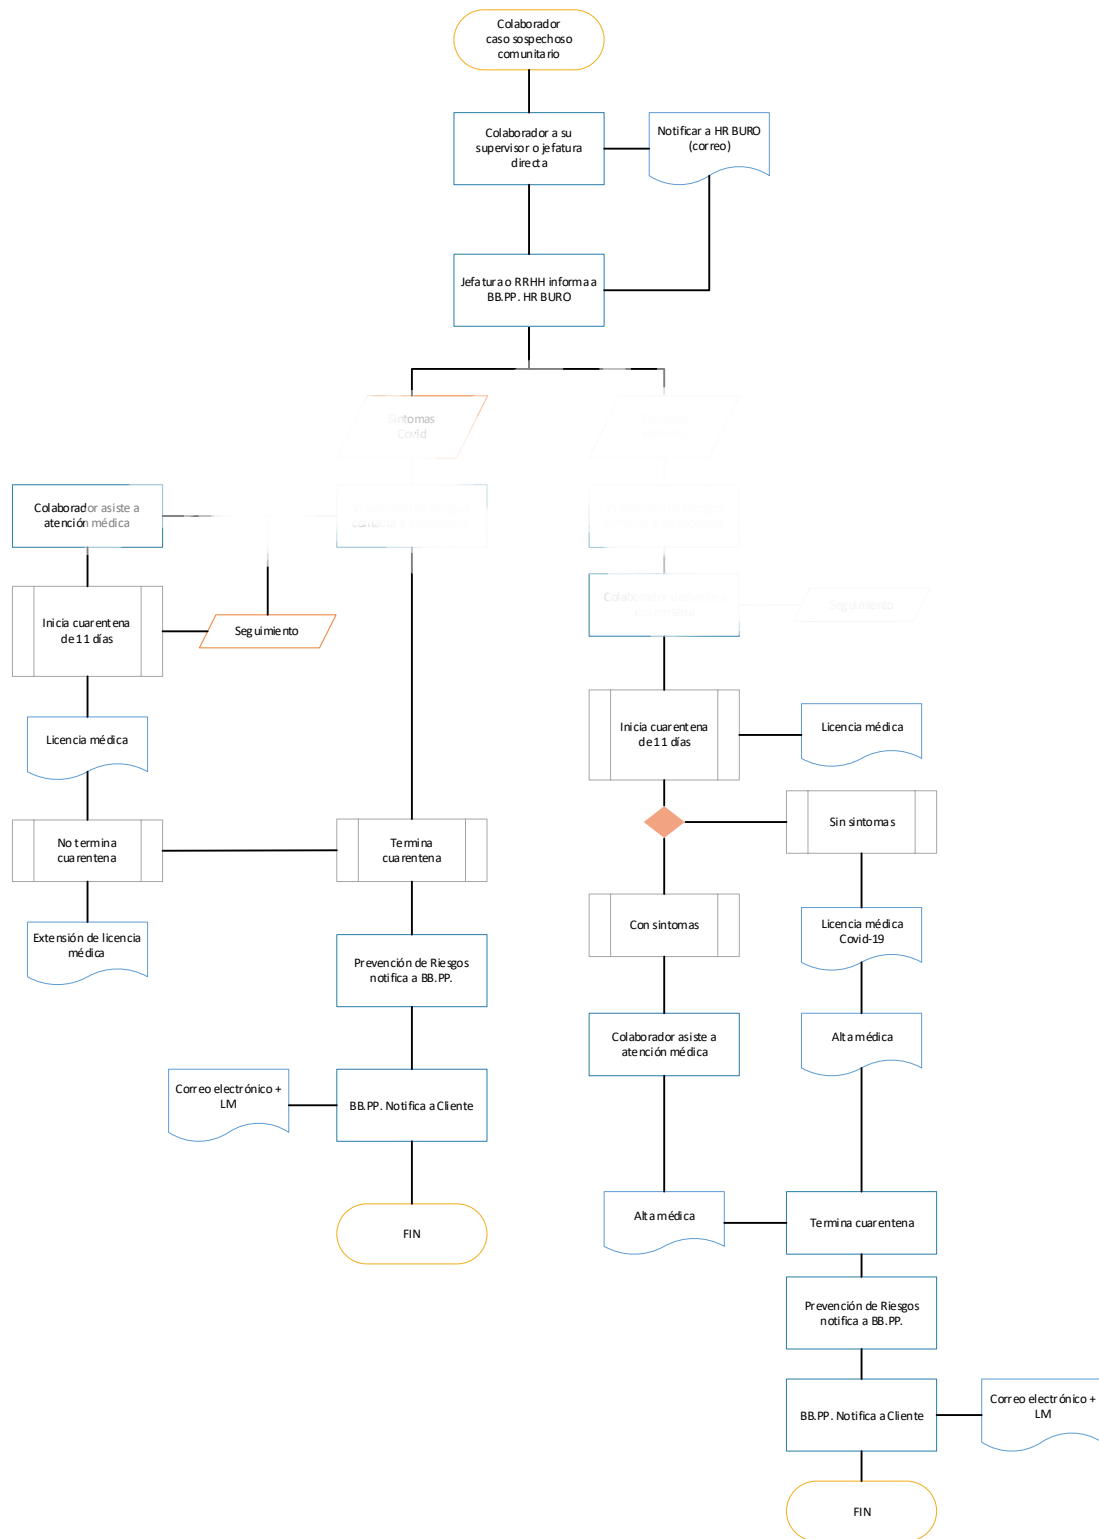 Colaborador
caso sospechoso
comunitario
Colaborador a su
supervisor o jefatura
directa
Notificar a HR BURO
(correo)
Jefatura o RRHH informa a
BB.PP. HR BURO
Sintomas
Covid
Colaborador asiste a
atención médica
Inicia cuarentena
de 11 días
Seguimiento
Seguimiento
Licencia médica
No termina
cuarentena
Extensión de licencia
médica
Termina
cuarentena
Prevención de Riesgos
notifica a BB.PP.
Correo electrónico +
LM
BB.PP. Notifica a Cliente
FIN
Inicia cuarentena
de 11 días
Licencia médica
Sin sintomas
Con sintomas
Licencia médica
Covid-19
Colaborador asiste a
atención médica
Alta médica
Alta médica
Termina cuarentena
Prevención de Riesgos
notifica a BB.PP.
BB.PP. Notifica a Cliente
Correo electrónico +
LM
FIN